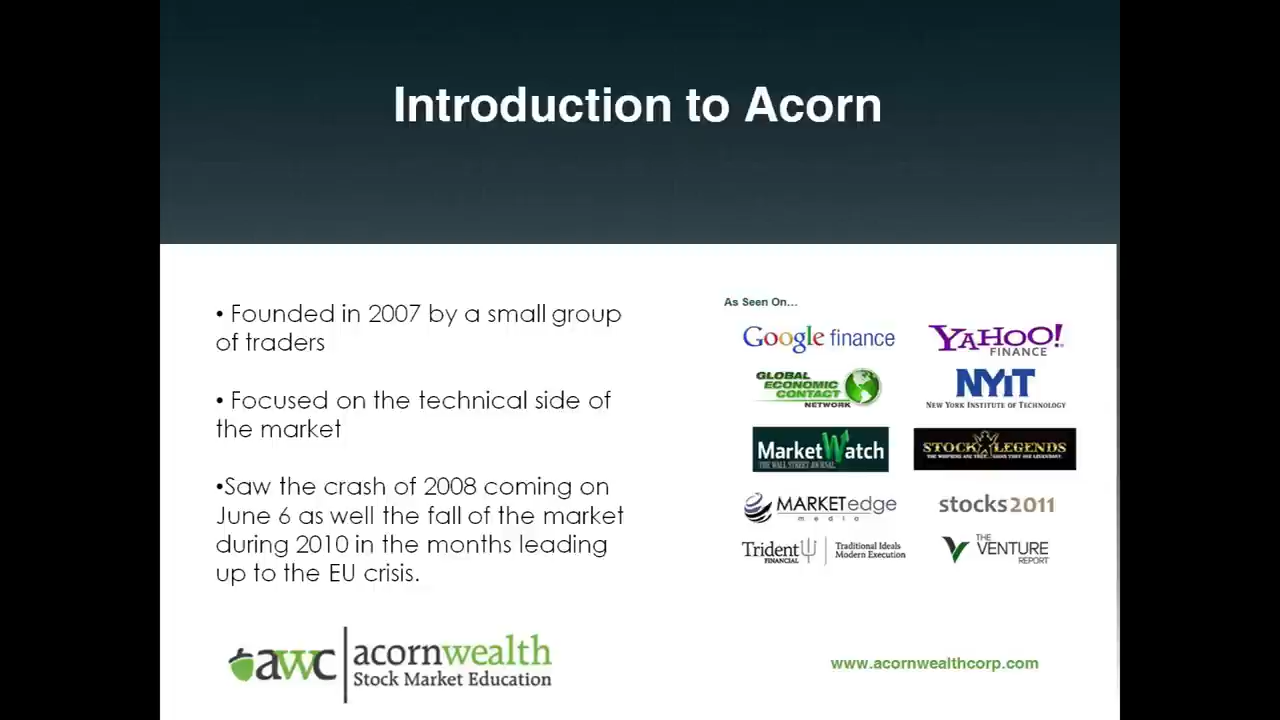 Introduction to Acorn
• Founded in 2007 by a small group
of traders
• Focused on the technical side of
the market
•Saw the crash of 2008 coming on
June 6 as well the fall of the market
during 2010 in the months leading
up to the EU crisis.
As Seen On...
Google finance
YAHOO!
FINANCE
GLOBAL
ECONOMIC
CONTACT
NETWORK
NYiT
NEW YORK INSTITUTE OF TECHNOLOGY
MarketWatch
THE WALL STREET JOURNAL
STOCK LEGENDS
MARKETedge
media
stocks2011
Trident
FINANCIAL
Traditional Ideals
Modern Execution
THE
VENTURE
REPORT
awc
acornwealth
Stock Market Education
www.acornwealthcorp.com